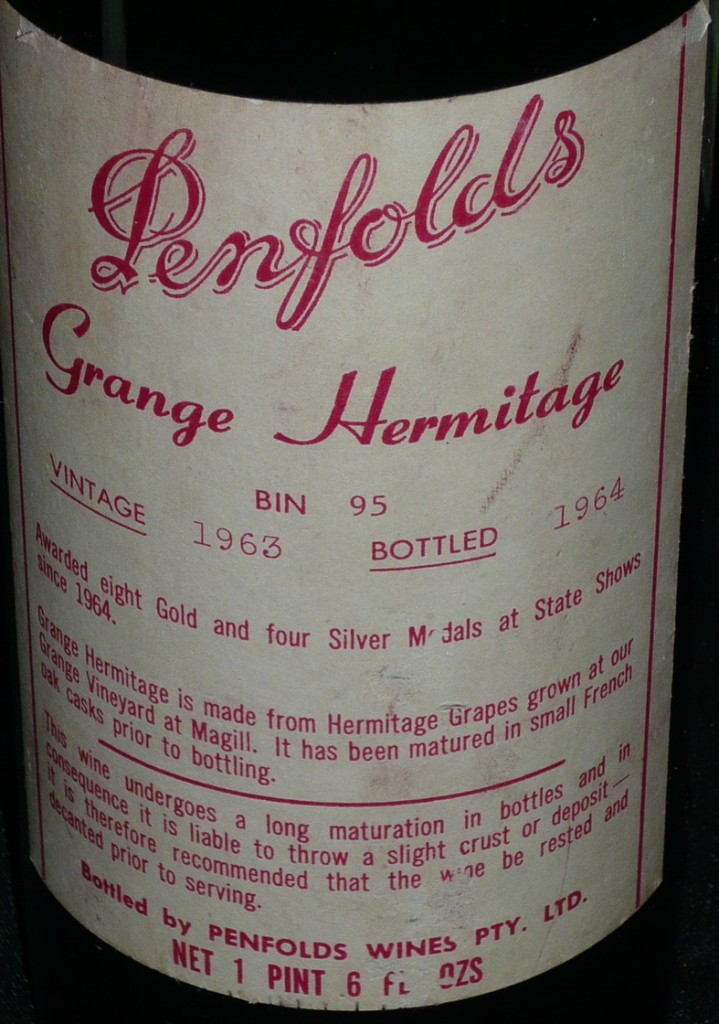 Penfolds
Grange Hermitage
BIN 95
VINTAGE 1963 BOTTLED 1964
Awarded eight Gold and four Silver Medals at State Shows
since 1964.
Grange Hermitage is made from Hermitage Grapes grown at our
Grange Vineyard at Magill. It has been matured in small French
oak casks prior to bottling.
This wine undergoes a long maturation in bottles and in
consequence it is liable to throw a slight crust or deposit—
it is therefore recommended that the wine be rested and
decanted prior to serving.
Bottled by PENFOLDS WINES PTY. LTD.
NET 1 PINT 6 FL OZS